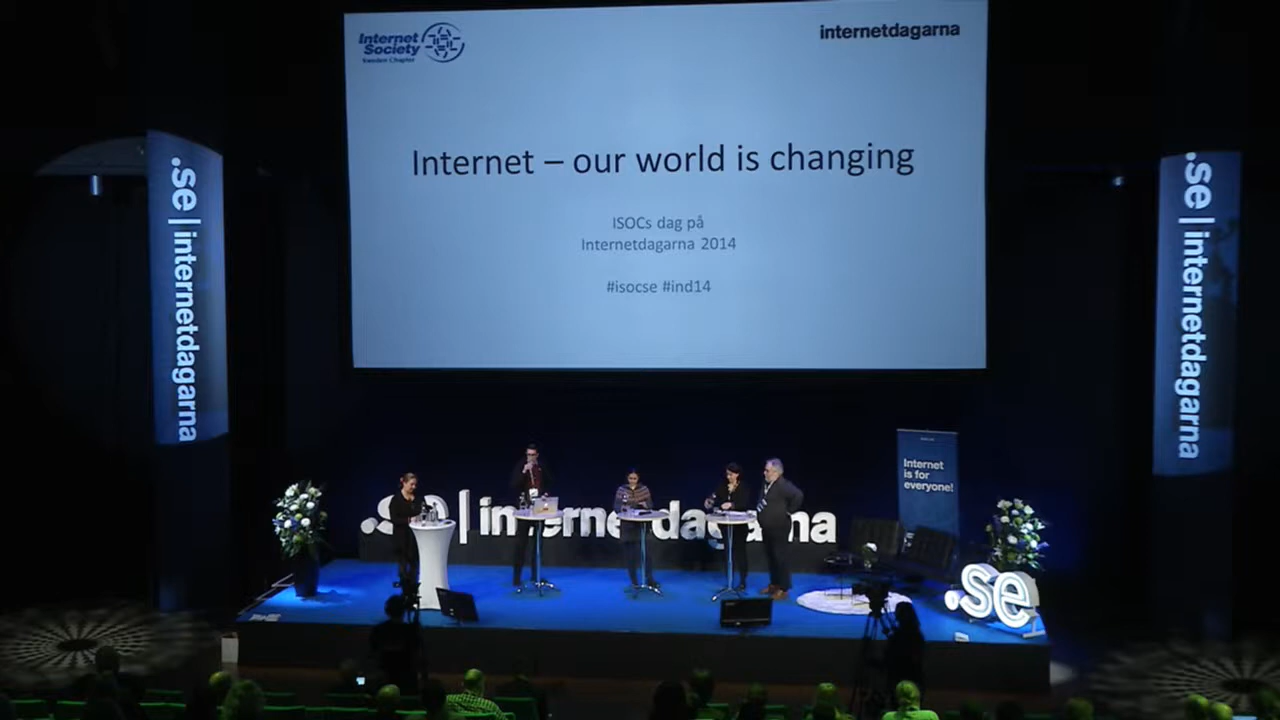 Internet
Society
Sweden Chapter
internetdagarna
Internet – our world is changing
ISOCs dag på
Internetdagarna 2014
#isocse #ind14
.se | internetdagarna
.se | internetdagarna
Internet
is for
everyone!
.se | internetdagarna
.se